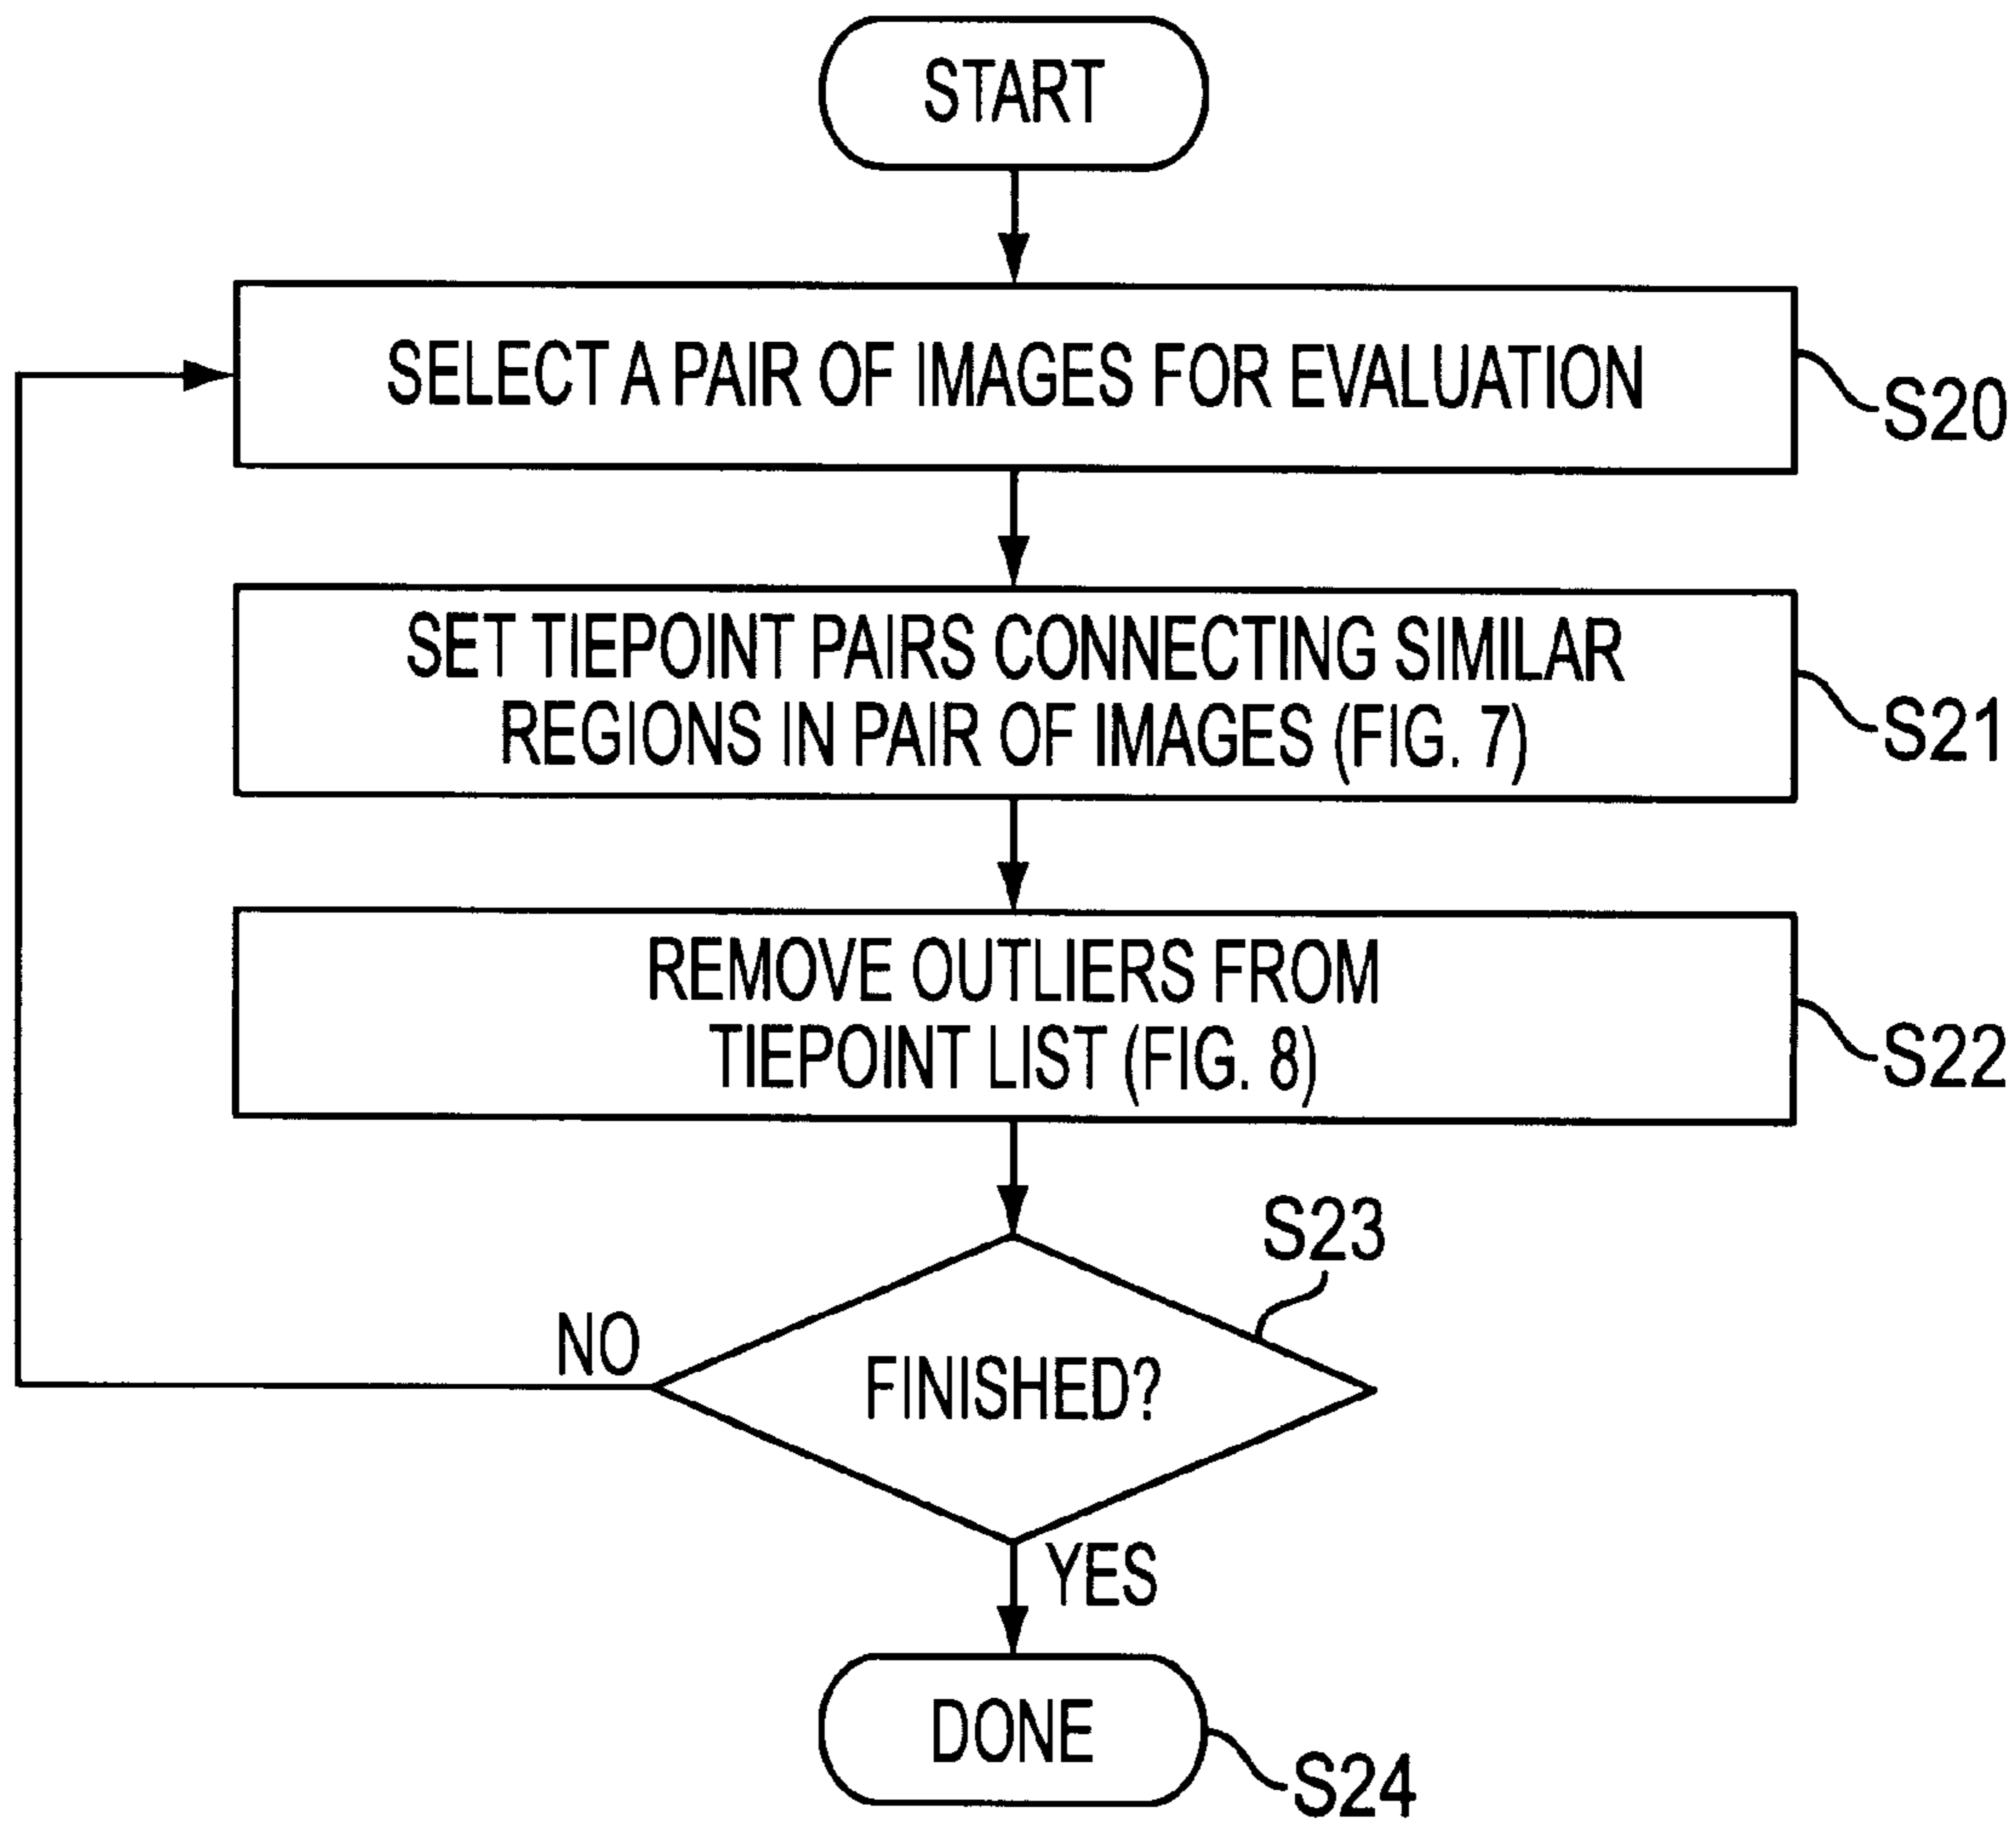 START
SELECT A PAIR OF IMAGES FOR EVALUATION
S20
SET TIEPOINT PAIRS CONNECTING SIMILAR
REGIONS IN PAIR OF IMAGES (FIG. 7)
S21
REMOVE OUTLIERS FROM
TIEPOINT LIST (FIG. 8)
S22
S23
NO
FINISHED?
YES
DONE
S24